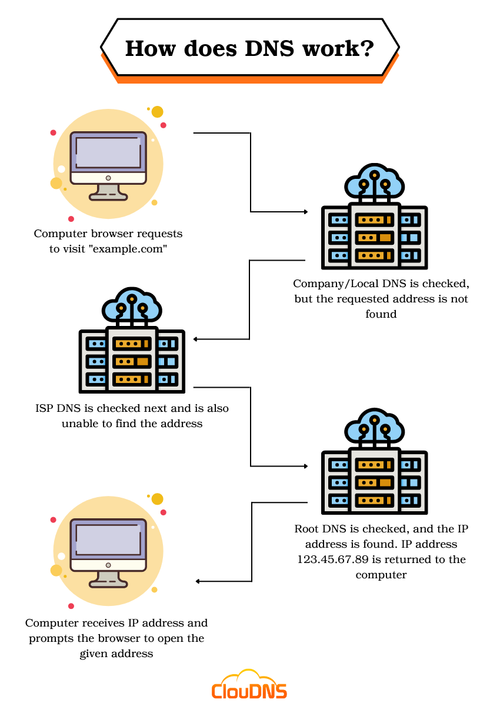 How does DNS work?
Computer browser requests
to visit "example.com"
Company/Local DNS is checked,
but the requested address is not
found
ISP DNS is checked next and is also
unable to find the address
Root DNS is checked, and the IP
address is found. IP address
123.45.67.89 is returned to the
computer
Computer receives IP address and
prompts the browser to open the
given address
ClouDNS